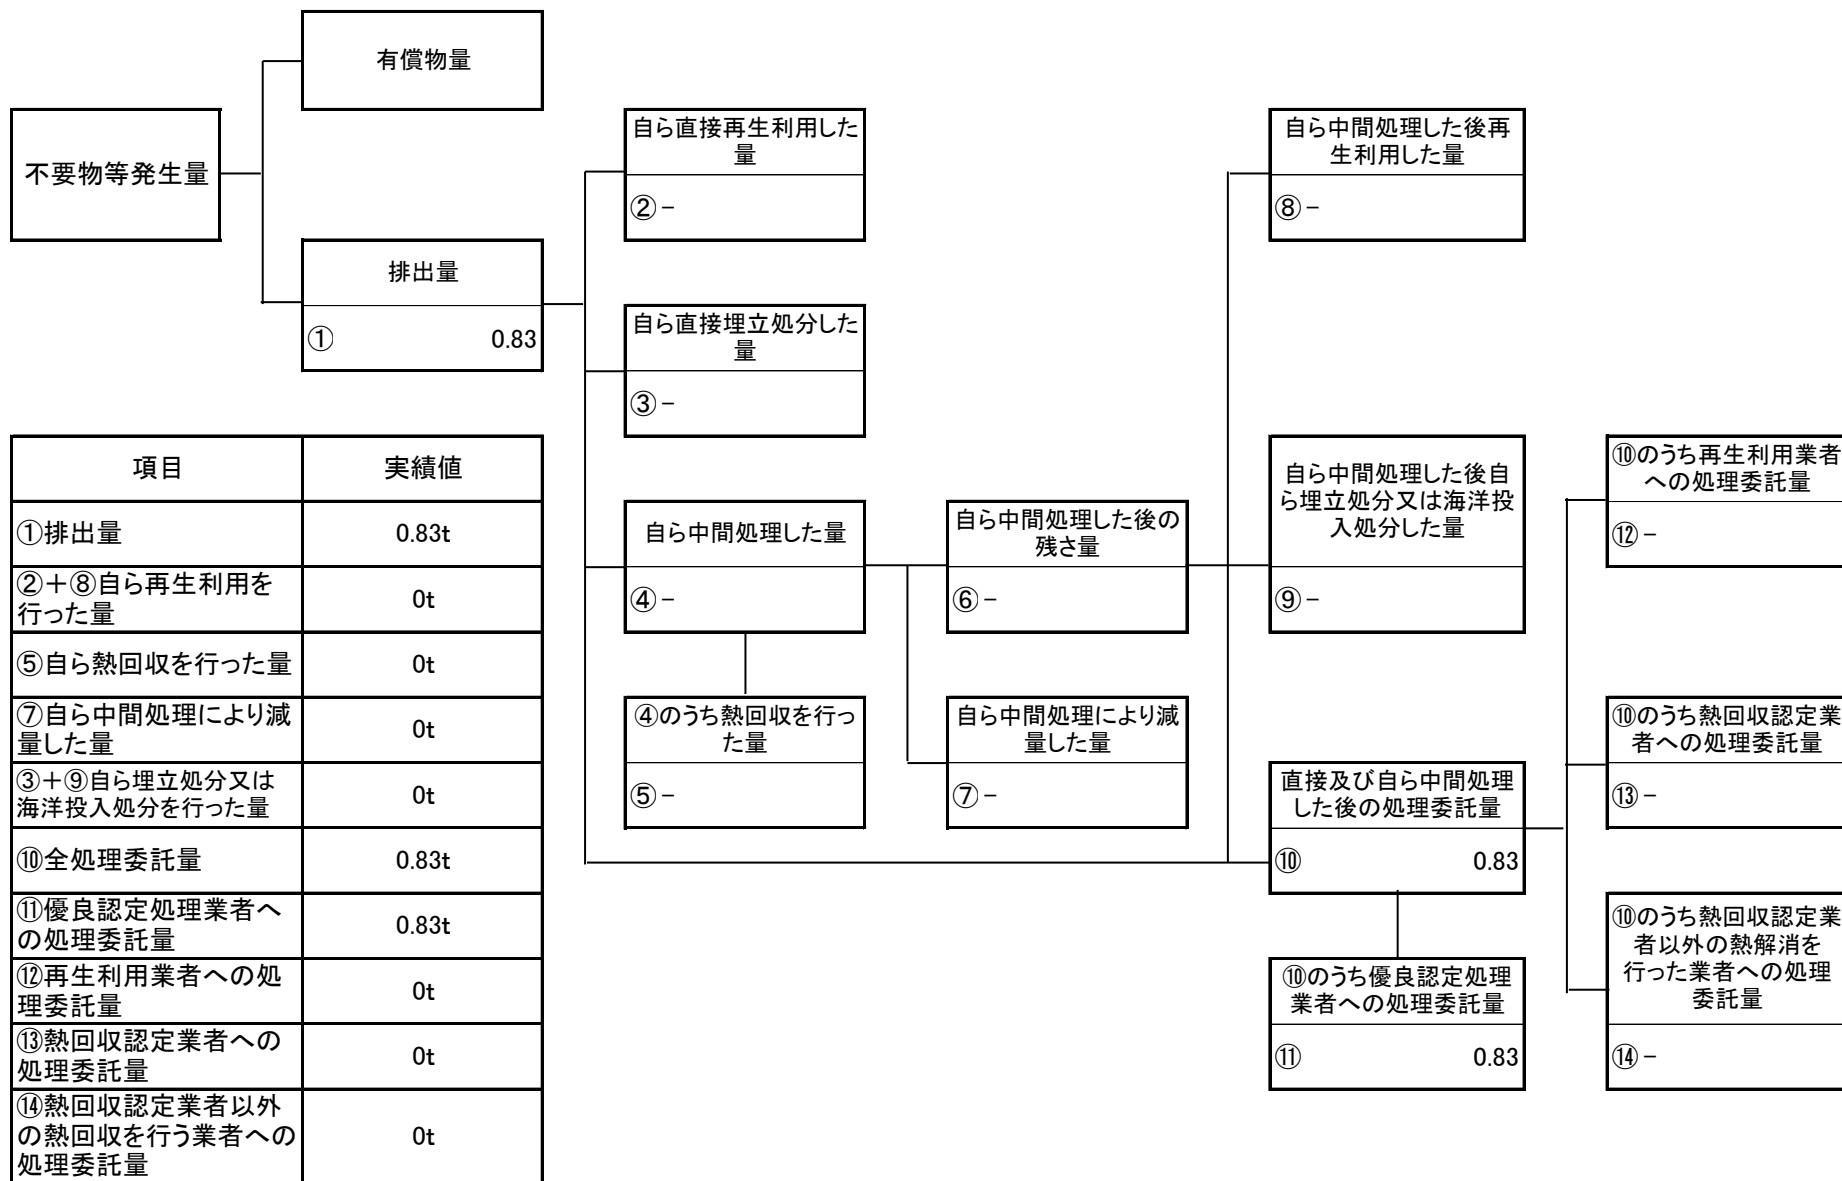 有償物量
不要物等発生量
排出量
① 0.83
自ら直接再生利用した
量
②−
自ら直接埋立処分した
量
③−
自ら中間処理した量
④−
④のうち熱回収を行っ
た量
⑤−
自ら中間処理した後の
残さ量
⑥−
自ら中間処理により減
量した量
⑦−
自ら中間処理した後再
生利用した量
⑧−
自ら中間処理した後自
ら埋立処分又は海洋投
入処分した量
⑨−
直接及び自ら中間処理
した後の処理委託量
⑩ 0.83
⑩のうち優良認定処理
業者への処理委託量
⑪ 0.83
⑩のうち再生利用業者
への処理委託量
⑫−
⑩のうち熱回収認定業
者への処理委託量
⑬−
⑩のうち熱回収認定業
者以外の熱解消を
行った業者への処理
委託量
⑭−
項目 実績値
①排出量 0.83t
②＋⑧自ら再生利用を
行った量 0t
⑤自ら熱回収を行った量 0t
⑦自ら中間処理により減
量した量 0t
③＋⑨自ら埋立処分又は
海洋投入処分を行った量 0t
⑩全処理委託量 0.83t
⑪優良認定処理業者へ
の処理委託量 0.83t
⑫再生利用業者への処
理委託量 0t
⑬熱回収認定業者への
処理委託量 0t
⑭熱回収認定業者以外
の熱回収を行う業者への
処理委託量 0t